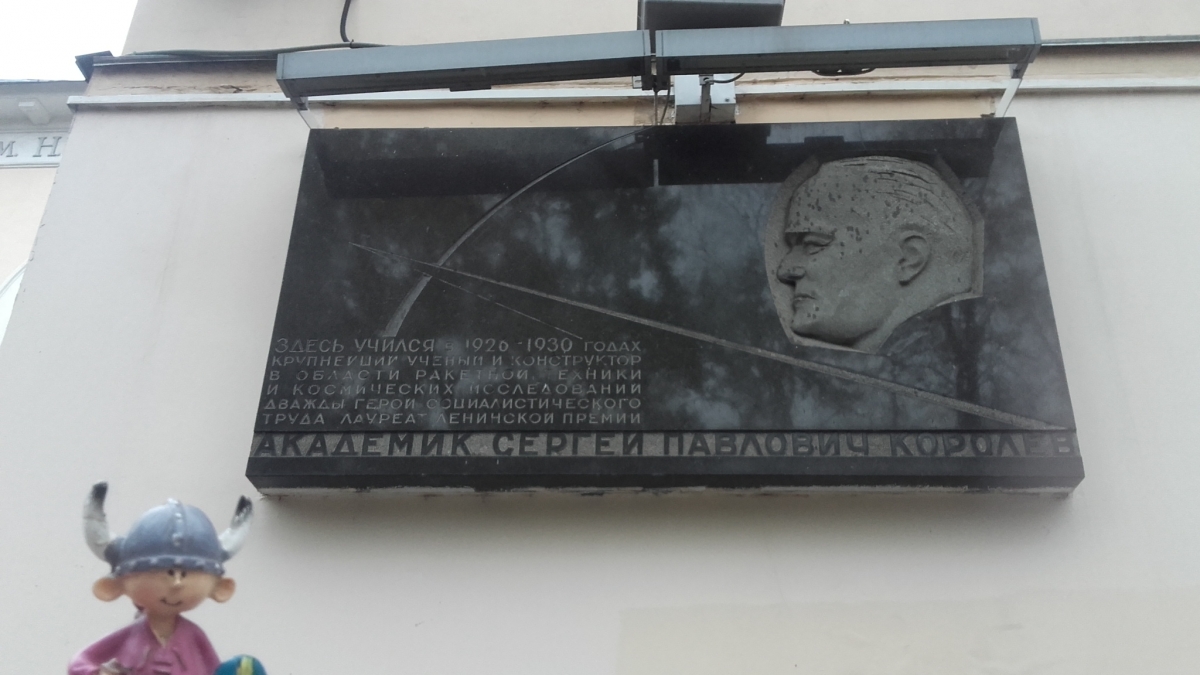 м Н
ЗДЕСЬ УЧИЛСЯ в 1926 - 1930 ГОДАХ
КРУПНЕЙШИЙ УЧЕНЫЙ И КОНСТРУКТОР
В ОБЛАСТИ РАКЕТНОЙ ТЕХНИКИ
И КОСМИЧЕСКИХ ИССЛЕДОВАНИЙ
ДВАЖДЫ ГЕРОЙ СОЦИАЛИСТИЧЕСКОГО
ТРУДА ЛАУРЕАТ ЛЕНИНСКОЙ ПРЕМИИ
АКАДЕМИК СЕРГЕЙ ПАВЛОВИЧ КОРОЛЕВ